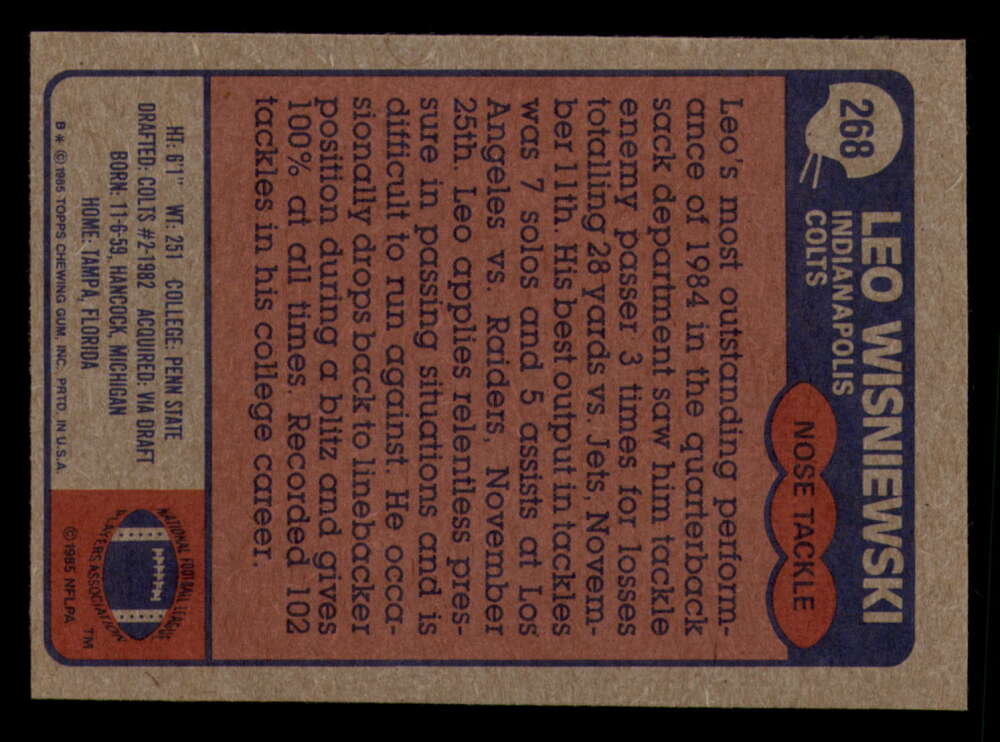 268
LEO WISNIEWSKI
INDIANAPOLIS
COLTS
NOSE TACKLE
Leo's most outstanding perform-
ance of 1984 in the quarterback
sack department saw him tackle
enemy passer 3 times for losses
totalling 28 yards vs. Jets, Novem-
ber 11th. His best output in tackles
was 7 solos and 5 assists at Los
Angeles vs. Raiders, November
25th. Leo applies relentless pres-
sure in passing situations and is
difficult to run against. He occa-
sionally drops back to linebacker
position during a blitz and gives
100% at all times. Recorded 102
tackles in his college career.
HT: 6'1" WT: 251 COLLEGE: PENN STATE
DRAFTED: COLTS #2-1982 ACQUIRED: VIA DRAFT
BORN: 11-6-59, HANCOCK, MICHIGAN
HOME: TAMPA, FLORIDA
B * © 1985 TOPPS CHEWING GUM, INC. PRTD. IN U.S.A.
NATIONAL FOOTBALL LEAGUE
PLAYERS ASSOCIATION
TM
© 1985 NFLPA